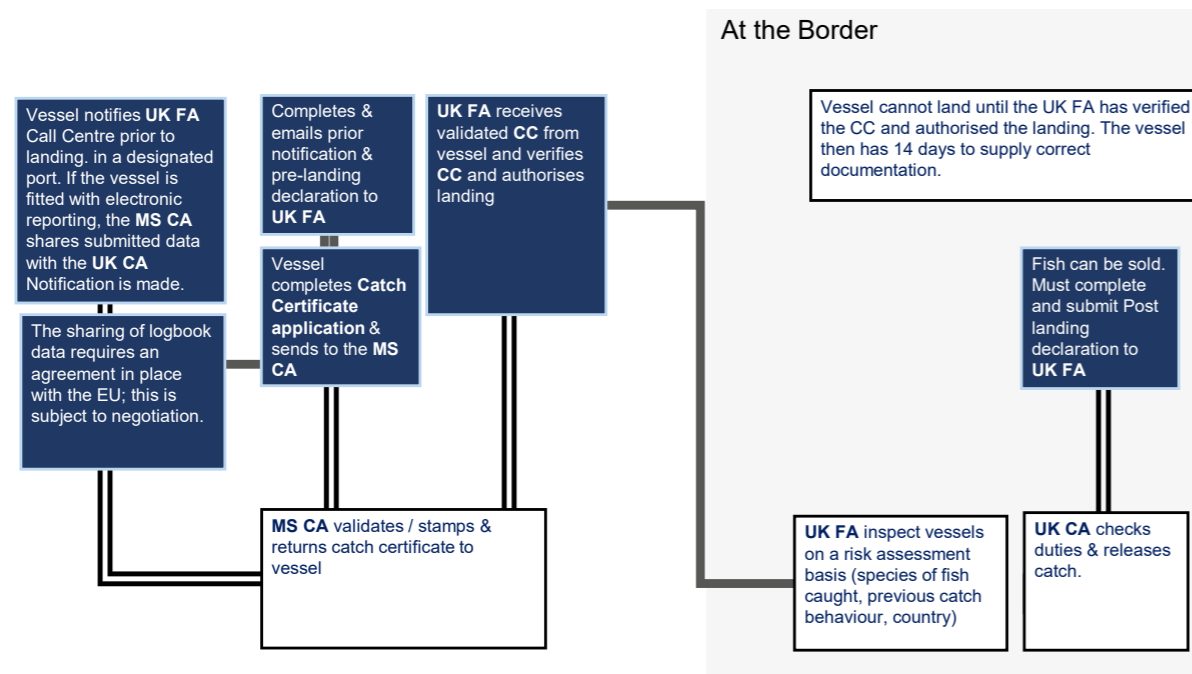 At the Border
Vessel notifies UK FA
Call Centre prior to
landing. in a designated
port. If the vessel is
fitted with electronic
reporting, the MS CA
shares submitted data
with the UK CA
Notification is made.
The sharing of logbook
data requires an
agreement in place
with the EU; this is
subject to negotiation.
Completes &
emails prior
notification &
pre-landing
declaration to
UK FA
Vessel
completes Catch
Certificate
application &
sends to the MS
CA
UK FA receives
validated CC from
vessel and verifies
CC and authorises
landing
MS CA validates / stamps &
returns catch certificate to
vessel
Vessel cannot land until the UK FA has verified
the CC and authorised the landing. The vessel
then has 14 days to supply correct
documentation.
Fish can be sold.
Must complete
and submit Post
landing
declaration to
UK FA
UK FA inspect vessels
on a risk assessment
basis (species of fish
caught, previous catch
behaviour, country)
UK CA checks
duties & releases
catch.